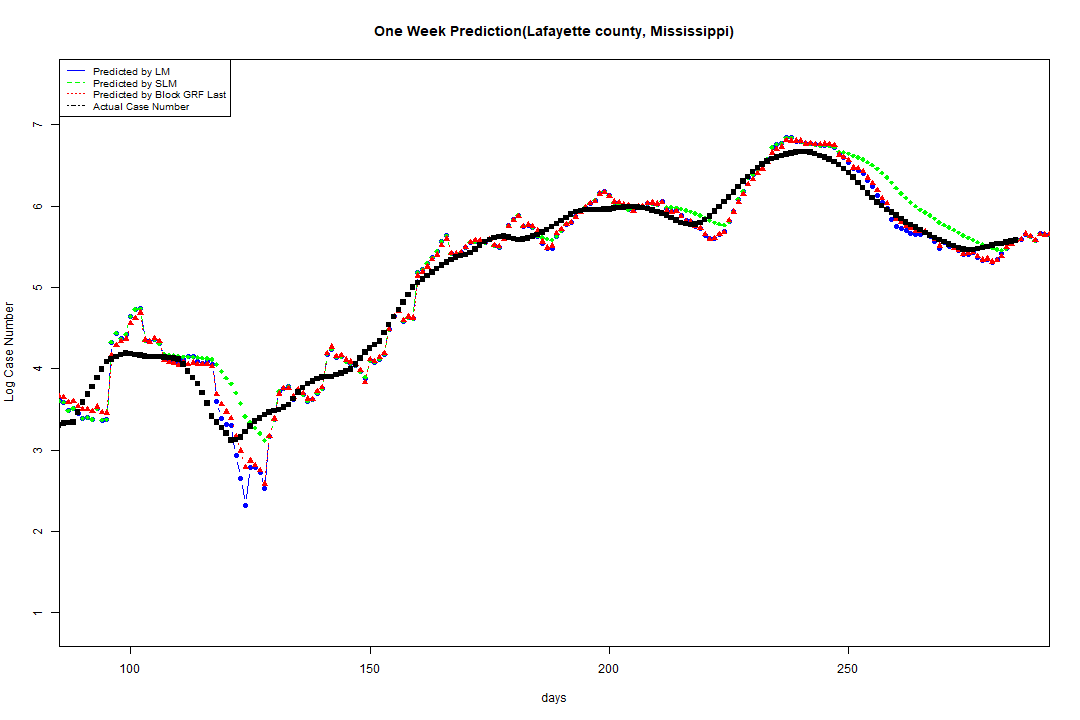 One Week Prediction(Lafayette county, Mississippi)
Predicted by LM
Predicted by SLM
Predicted by Block GRF Last
Actual Case Number
Log Case Number
7
6
5
4
3
2
1
100 150 200 250
days